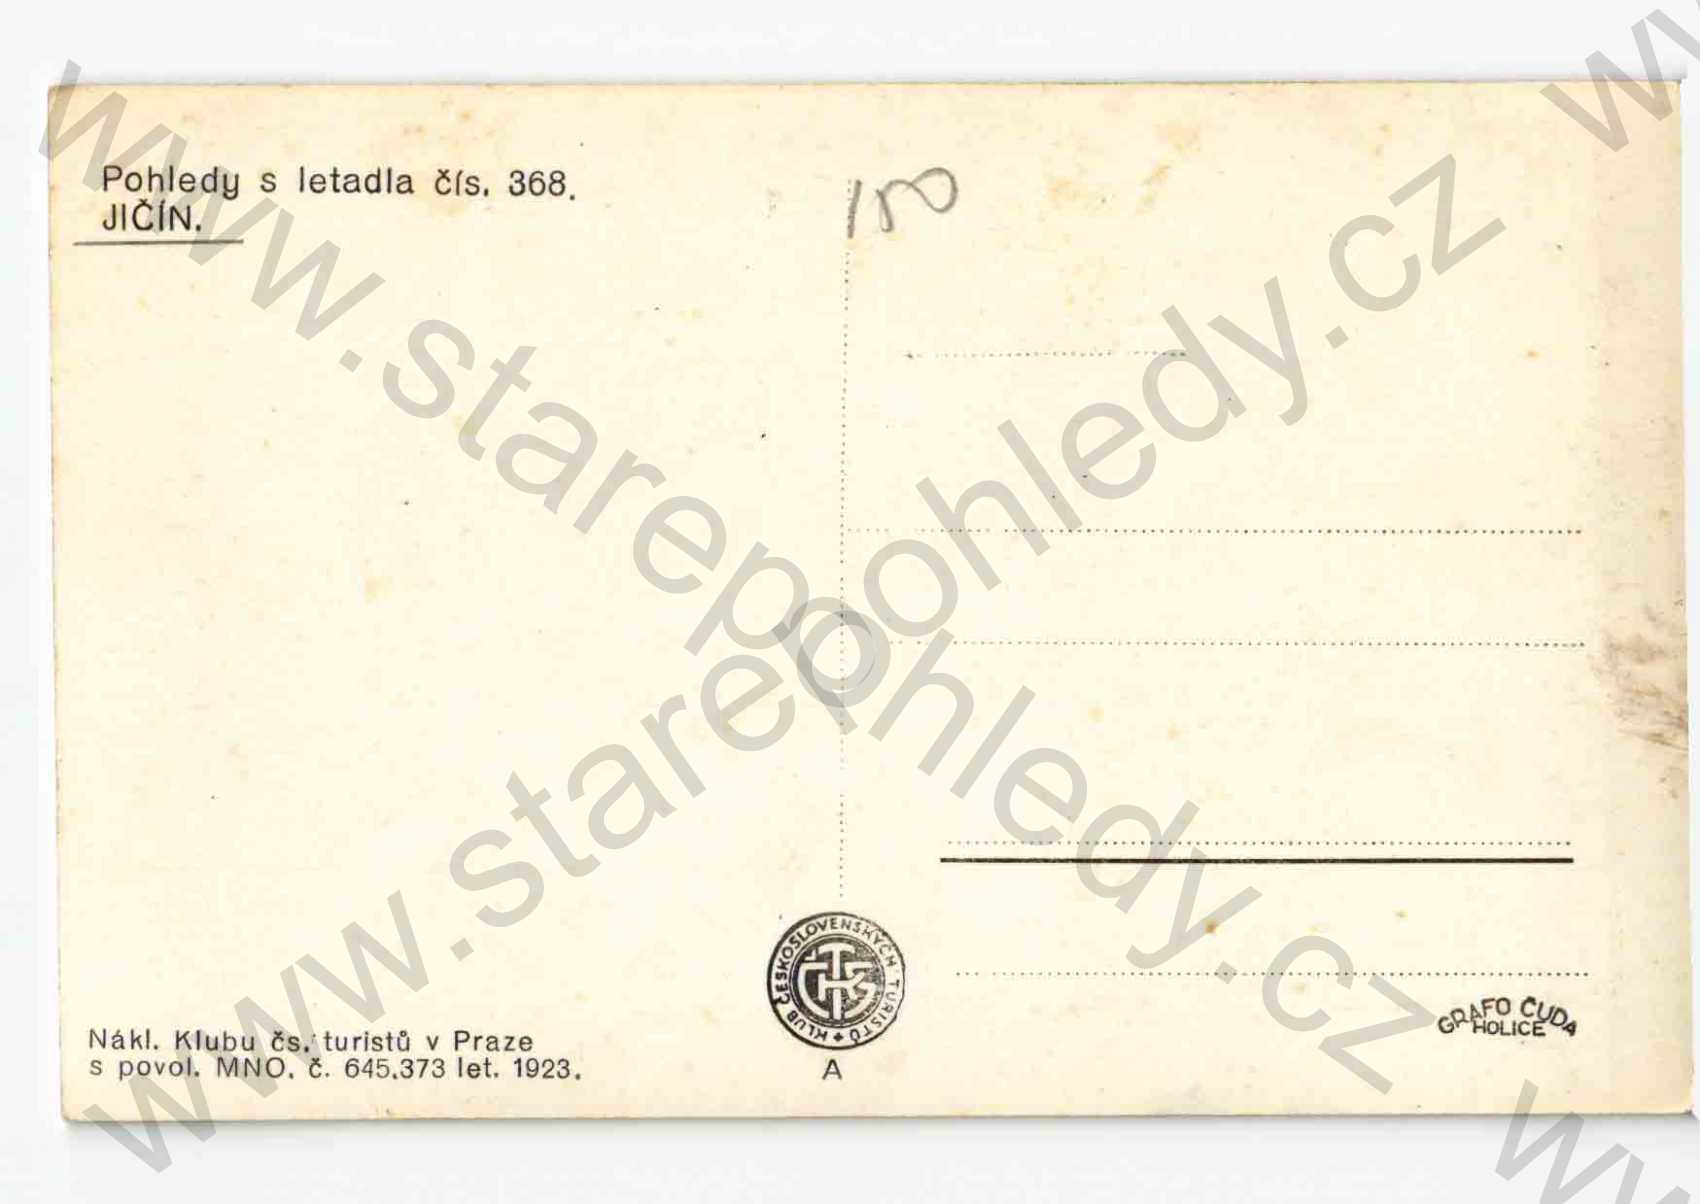 Pohledy s letadla čís. 368.
JIČÍN.
100
KLUB ČESKOSLOVENSKÝCH TURISTŮ
KČT
A
GRAFO ČUDA
HOLICE
Nákl. Klubu čs. turistů v Praze
s povol. MNO. č. 645.373 let. 1923.
www.starepohledy.cz
www.starepohledy.cz